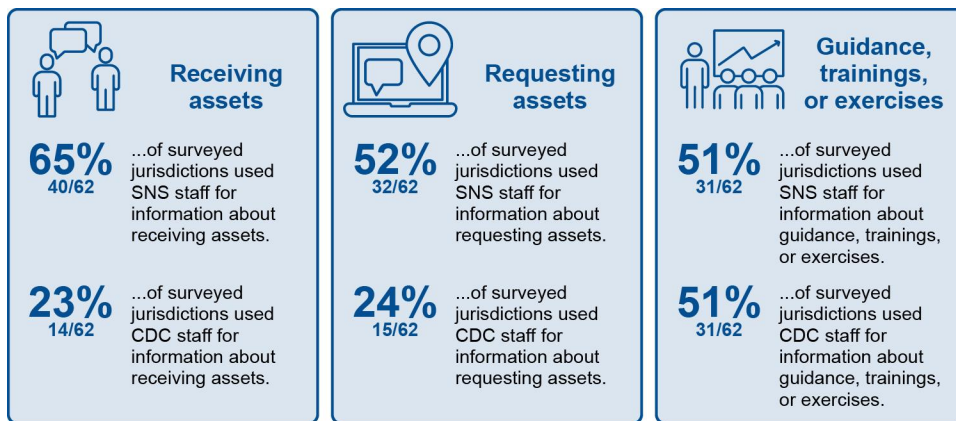 Receiving
assets
65%
40/62
...of surveyed
jurisdictions used
SNS staff for
information about
receiving assets.
23%
14/62
...of surveyed
jurisdictions used
CDC staff for
information about
receiving assets.
Requesting
assets
52%
32/62
...of surveyed
jurisdictions used
SNS staff for
information about
requesting assets.
24%
15/62
...of surveyed
jurisdictions used
CDC staff for
information about
requesting assets.
Guidance,
trainings,
or exercises
51%
31/62
...of surveyed
jurisdictions used
SNS staff for
information about
guidance, trainings,
or exercises.
51%
31/62
...of surveyed
jurisdictions used
CDC staff for
information about
guidance, trainings,
or exercises.